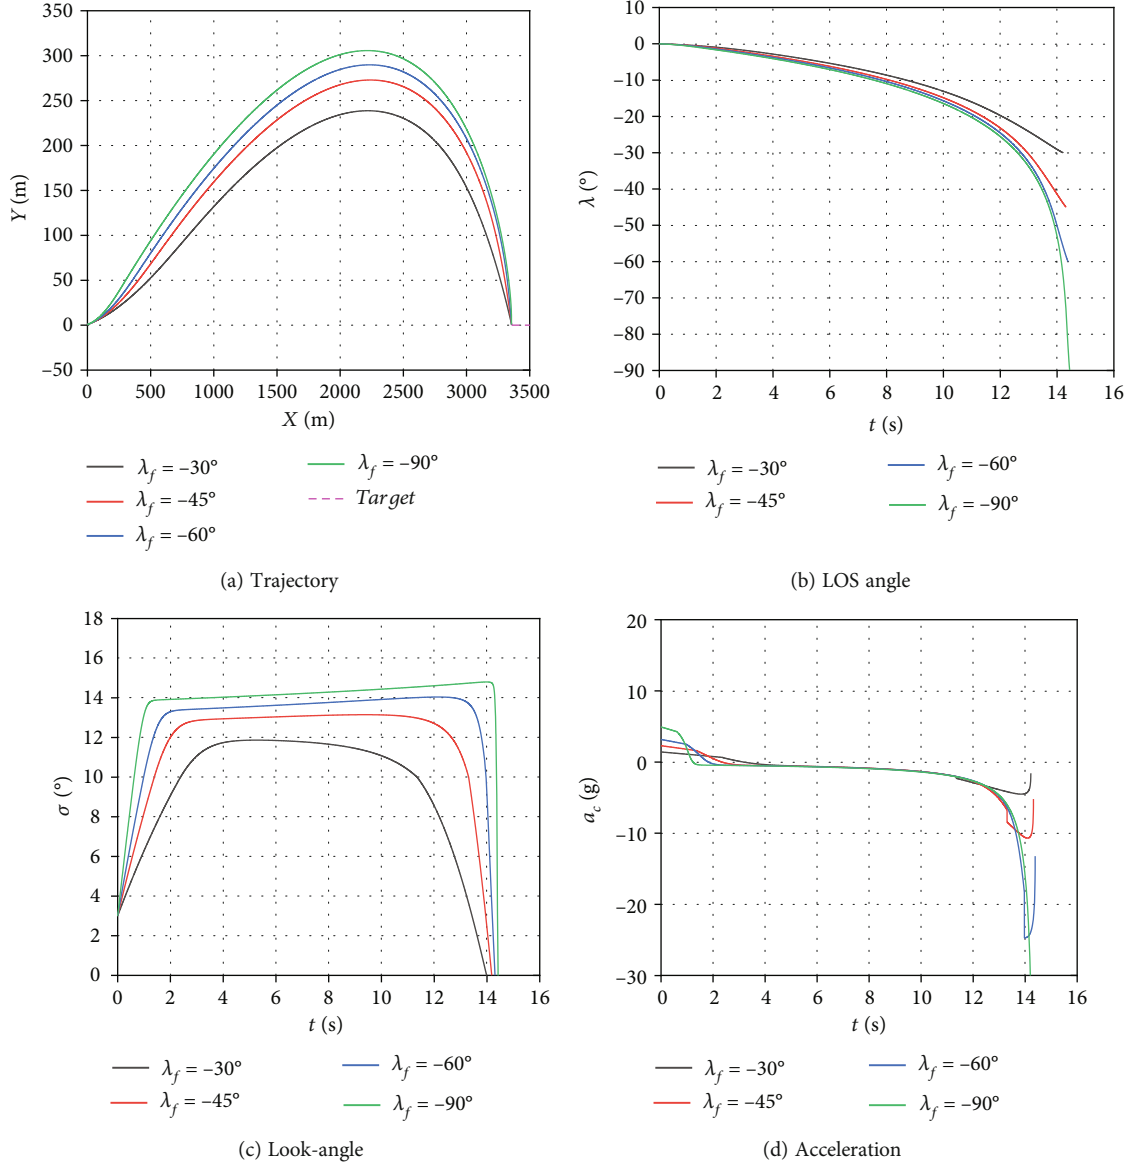 350
300
250
200
150
100
50
0
–50
Y (m)
0 500 1000 1500 2000 2500 3000 3500
X (m)
λf = –30°
λf = –45°
λf = –60°
λf = –90°
Target
(a) Trajectory
10
0
–10
–20
–30
–40
–50
–60
–70
–80
–90
λ (°)
0 2 4 6 8 10 12 14 16
t (s)
λf = –30°
λf = –45°
λf = –60°
λf = –90°
(b) LOS angle
18
16
14
12
10
8
6
4
2
0
σ (°)
0 2 4 6 8 10 12 14 16
t (s)
λf = –30°
λf = –45°
λf = –60°
λf = –90°
(c) Look-angle
20
10
0
–10
–20
–30
ac (g)
0 2 4 6 8 10 12 14 16
t (s)
λf = –30°
λf = –45°
λf = –60°
λf = –90°
(d) Acceleration